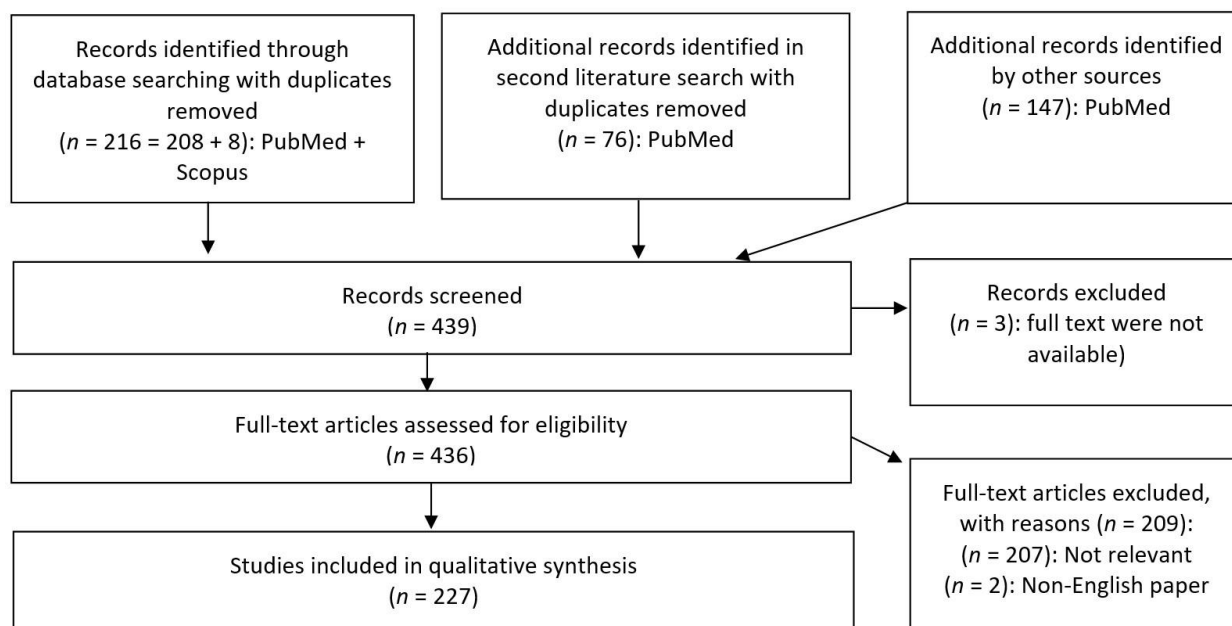 Records identified through
database searching with duplicates
removed
(n = 216 = 208 + 8): PubMed +
Scopus
Additional records identified in
second literature search with
duplicates removed
(n = 76): PubMed
Additional records identified
by other sources
(n = 147): PubMed
Records screened
(n = 439)
Records excluded
(n = 3): full text were not
available)
Full-text articles assessed for eligibility
(n = 436)
Full-text articles excluded,
with reasons (n = 209):
(n = 207): Not relevant
(n = 2): Non-English paper
Studies included in qualitative synthesis
(n = 227)